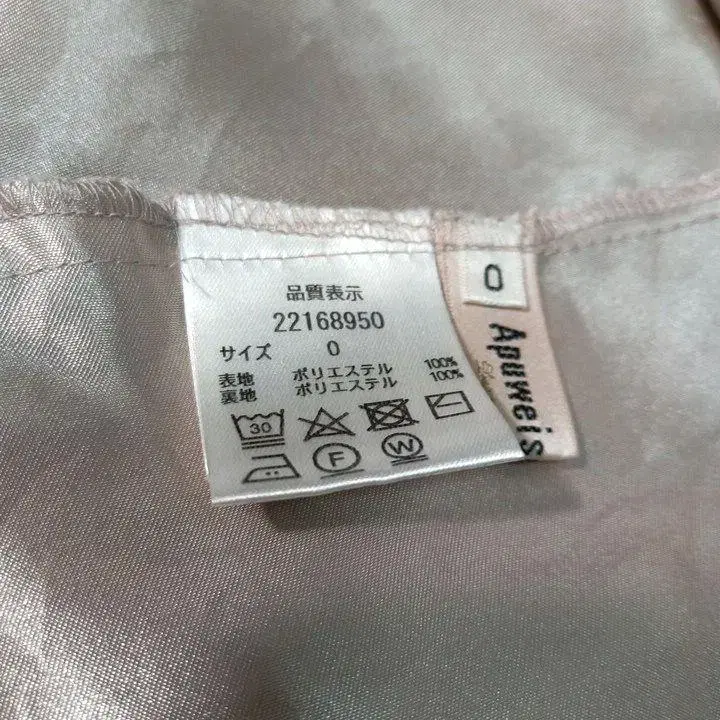 品質表示
22168950
サイズ 0
表地 ポリエステル 100%
裏地 ポリエステル 100%
30
F W
0
Apuweis